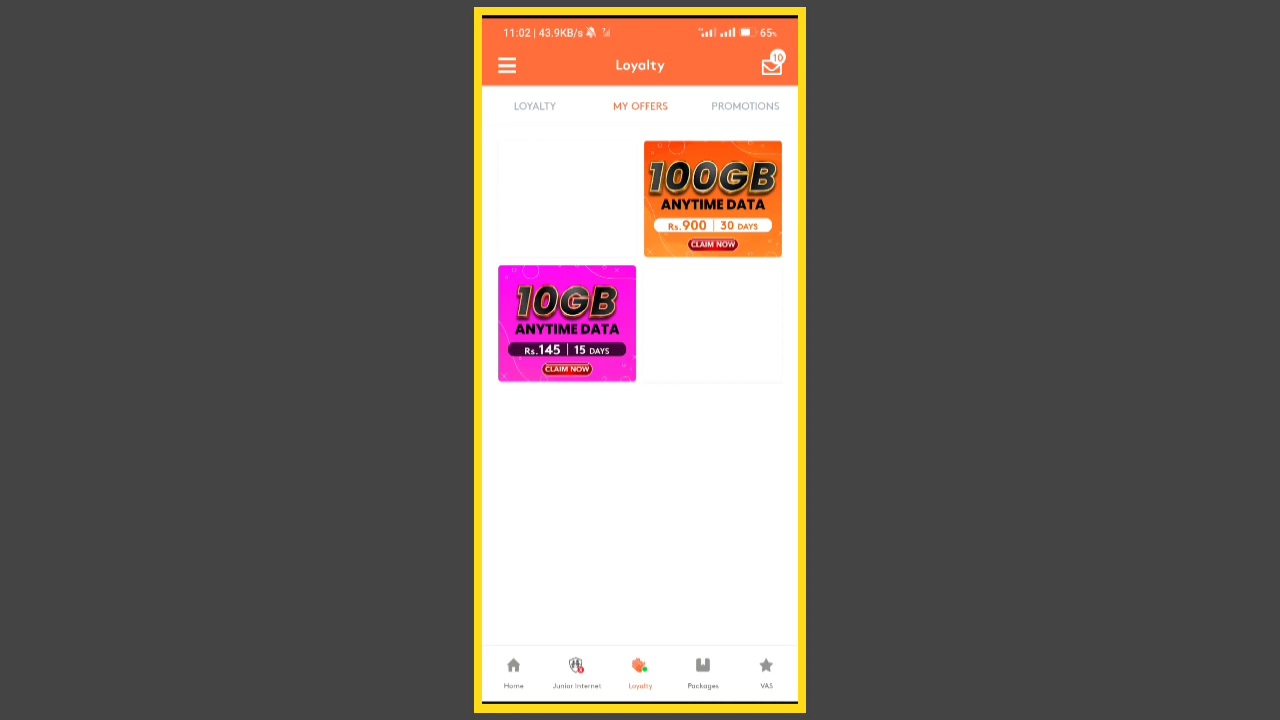 11:02 | 43.9KB/s 65%
Loyalty
10
LOYALTY MY OFFERS PROMOTIONS
100GB
ANYTIME DATA
Rs.900 | 30 DAYS
CLAIM NOW
10GB
ANYTIME DATA
Rs.145 | 15 DAYS
CLAIM NOW
Home Junior Internet Loyalty Packages VAS